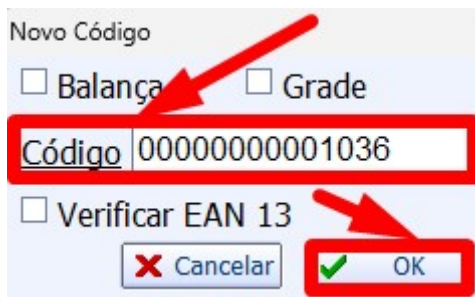 Novo Código
Balança Grade
Código 00000000001036
Verificar EAN 13
Cancelar OK